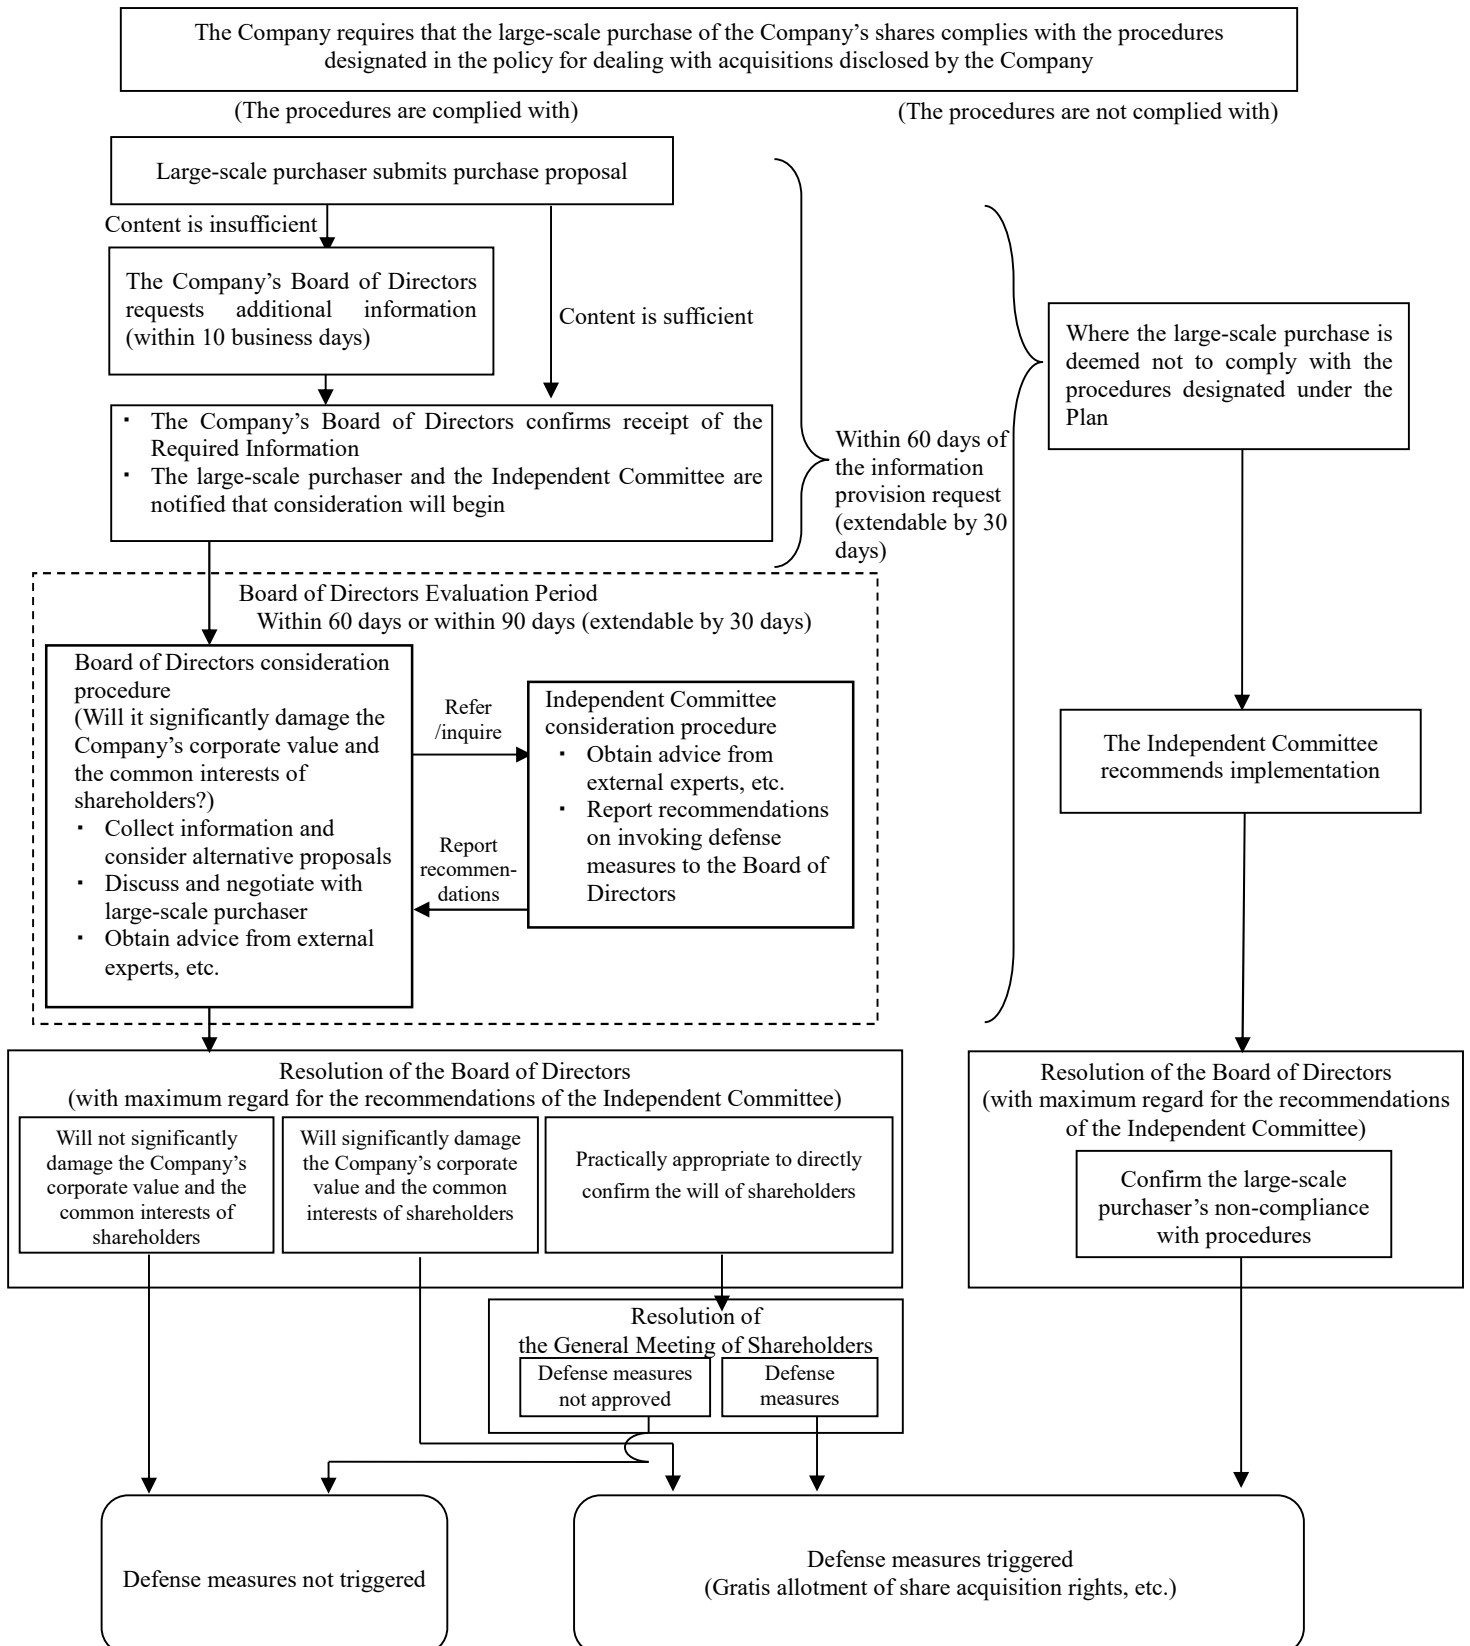 The Company requires that the large-scale purchase of the Company's shares complies with the procedures
designated in the policy for dealing with acquisitions disclosed by the Company
(The procedures are complied with)
(The procedures are not complied with)
Large-scale purchaser submits purchase proposal
Content is insufficient
The Company's Board of Directors
requests additional information
(within 10 business days)
Content is sufficient
▪ The Company's Board of Directors confirms receipt of the
Required Information
▪ The large-scale purchaser and the Independent Committee are
notified that consideration will begin
Within 60 days of
the information
provision request
(extendable by 30
days)
Where the large-scale purchase is
deemed not to comply with the
procedures designated under the
Plan
Board of Directors Evaluation Period
Within 60 days or within 90 days (extendable by 30 days)
Board of Directors consideration
procedure
(Will it significantly damage the
Company's corporate value and
the common interests of
shareholders?)
▪ Collect information and
consider alternative proposals
▪ Discuss and negotiate with
large-scale purchaser
▪ Obtain advice from external
experts, etc.
Refer
/inquire
Report
recommen-
dations
Independent Committee
consideration procedure
▪ Obtain advice from
external experts, etc.
▪ Report recommendations
on invoking defense
measures to the Board of
Directors
The Independent Committee
recommends implementation
Resolution of the Board of Directors
(with maximum regard for the recommendations of the Independent Committee)
Will not significantly
damage the Company's
corporate value and the
common interests of
shareholders
Will significantly damage
the Company's corporate
value and the common
interests of shareholders
Practically appropriate to directly
confirm the will of shareholders
Resolution of the Board of Directors
(with maximum regard for the recommendations
of the Independent Committee)
Confirm the large-scale
purchaser's non-compliance
with procedures
Resolution of
the General Meeting of Shareholders
Defense measures
not approved
Defense
measures
Defense measures not triggered
Defense measures triggered
(Gratis allotment of share acquisition rights, etc.)